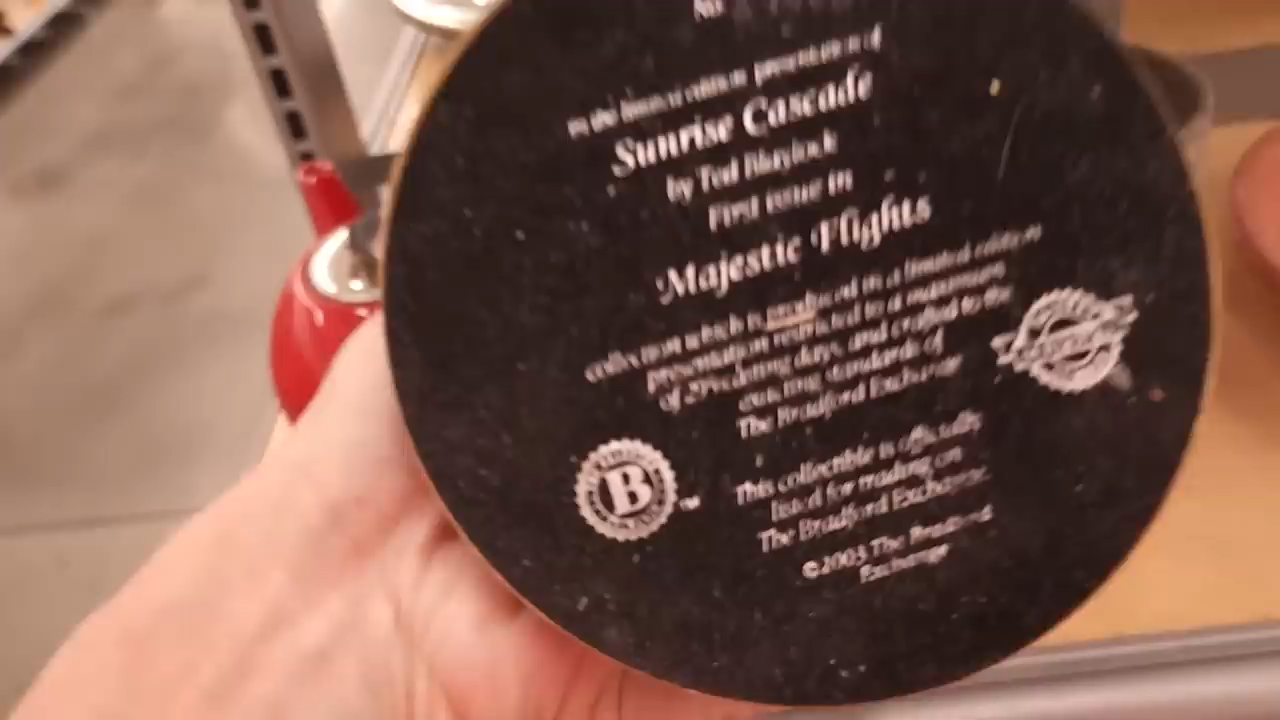 No
in the limited edition presentation of
Sunrise Cascade
by Ted Blaylock
First issue in
Majestic Flights
collection which is produced in a limited edition
presentation restricted to a maximum
of 295 casting days, and crafted to the
exacting standards of
The Bradford Exchange
B
This collectible is officially
listed for trading on
The Bradford Exchange.
©2003 The Bradford
Exchange